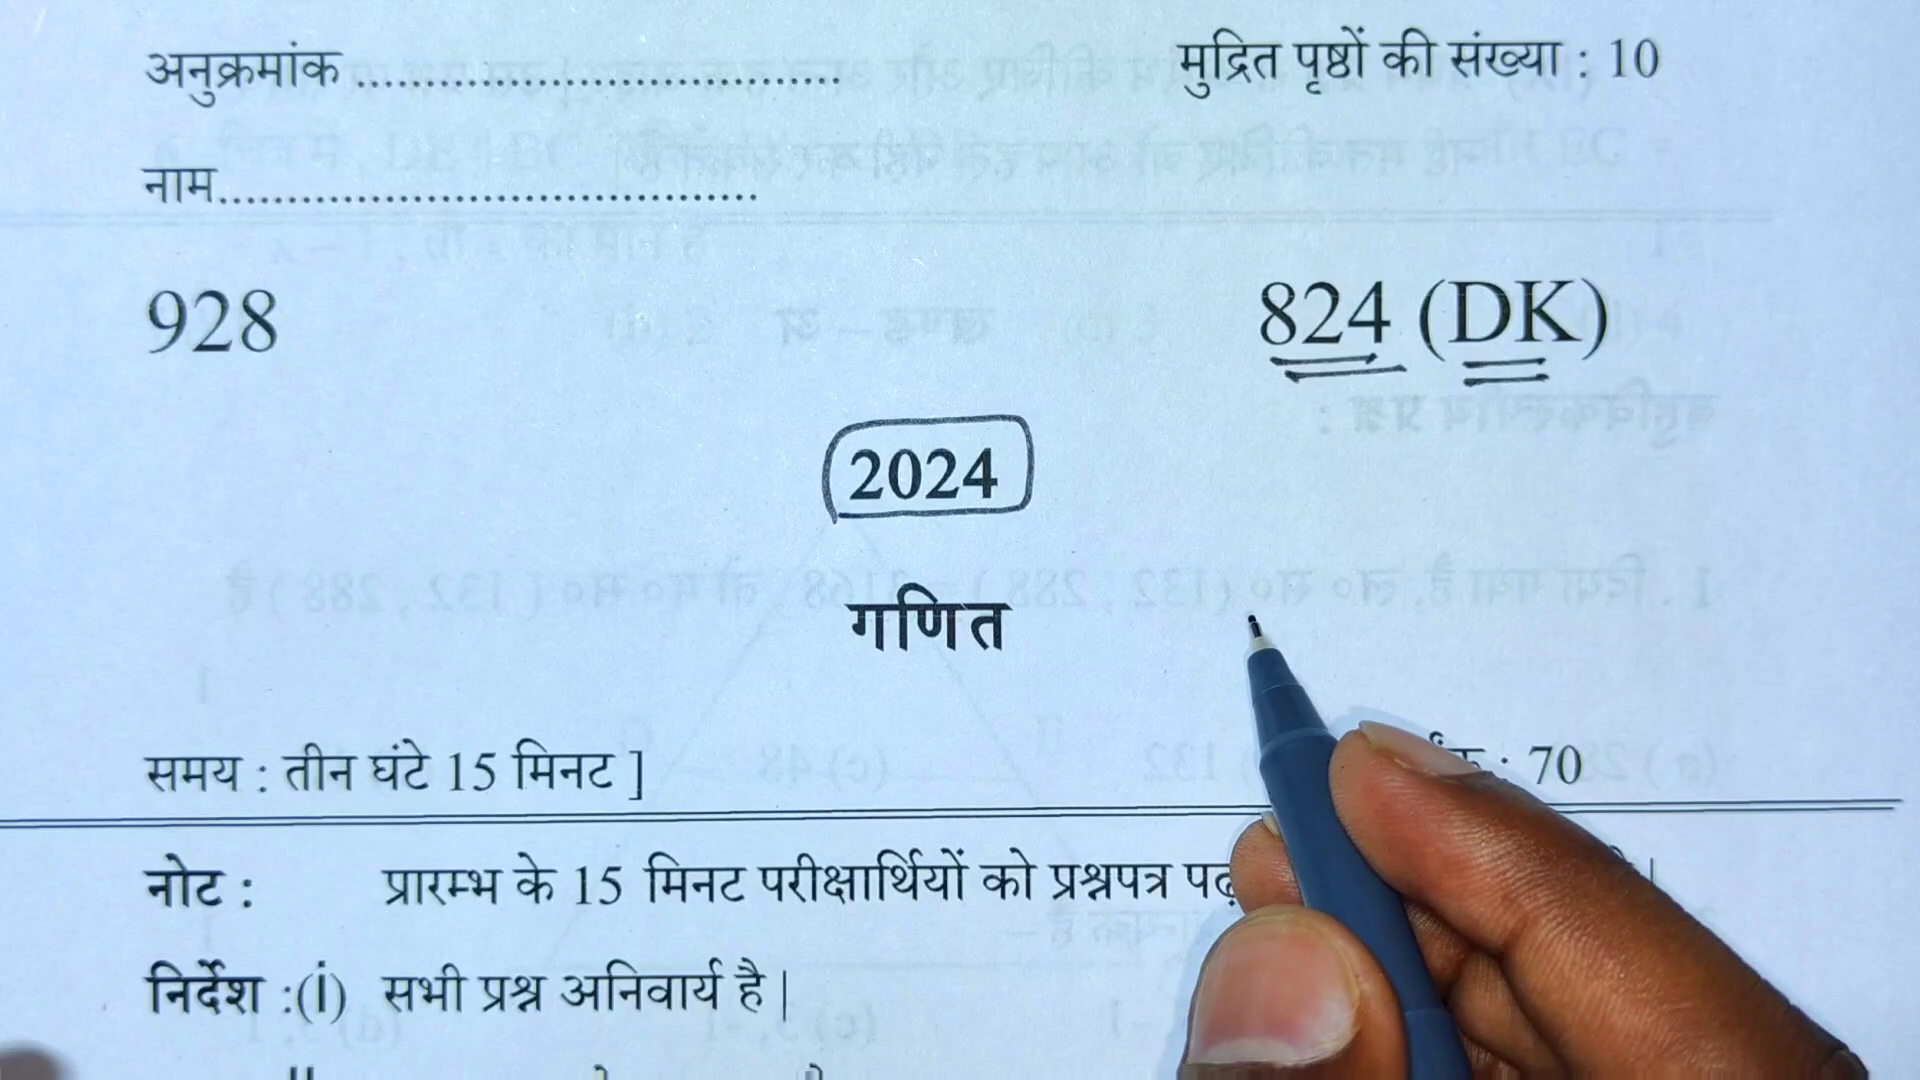 अनुक्रमांक ................................... मुद्रित पृष्ठों की संख्या : 10
नाम.......................................
928 824 (DK)
2024
गणित
समय : तीन घंटे 15 मिनट ] : 70
नोट : प्रारम्भ के 15 मिनट परीक्षार्थियों को प्रश्नपत्र
निर्देश :(i) सभी प्रश्न अनिवार्य है |